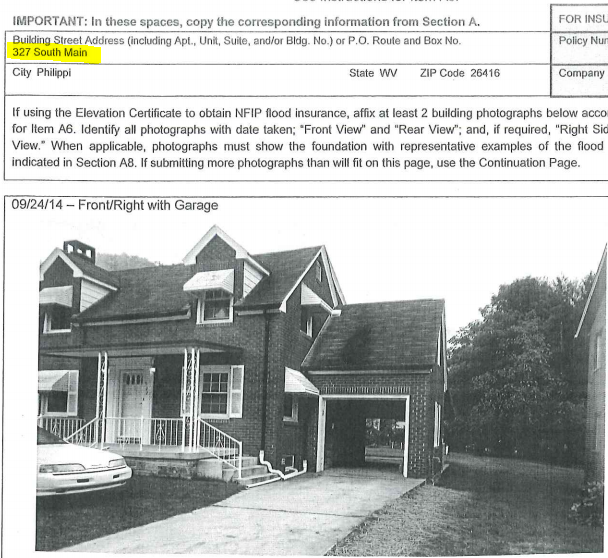 IMPORTANT: In these spaces, copy the corresponding information from Section A.
FOR INSU
Building Street Address (including Apt., Unit, Suite, and/or Bldg. No.) or P.O. Route and Box No.
327 South Main
Policy Num
City Philippi State WV ZIP Code 26416
Company
If using the Elevation Certificate to obtain NFIP flood insurance, affix at least 2 building photographs below acco
for Item A6. Identify all photographs with date taken; "Front View" and "Rear View"; and, if required, "Right Sid
View." When applicable, photographs must show the foundation with representative examples of the flood
indicated in Section A8. If submitting more photographs than will fit on this page, use the Continuation Page.
09/24/14 – Front/Right with Garage